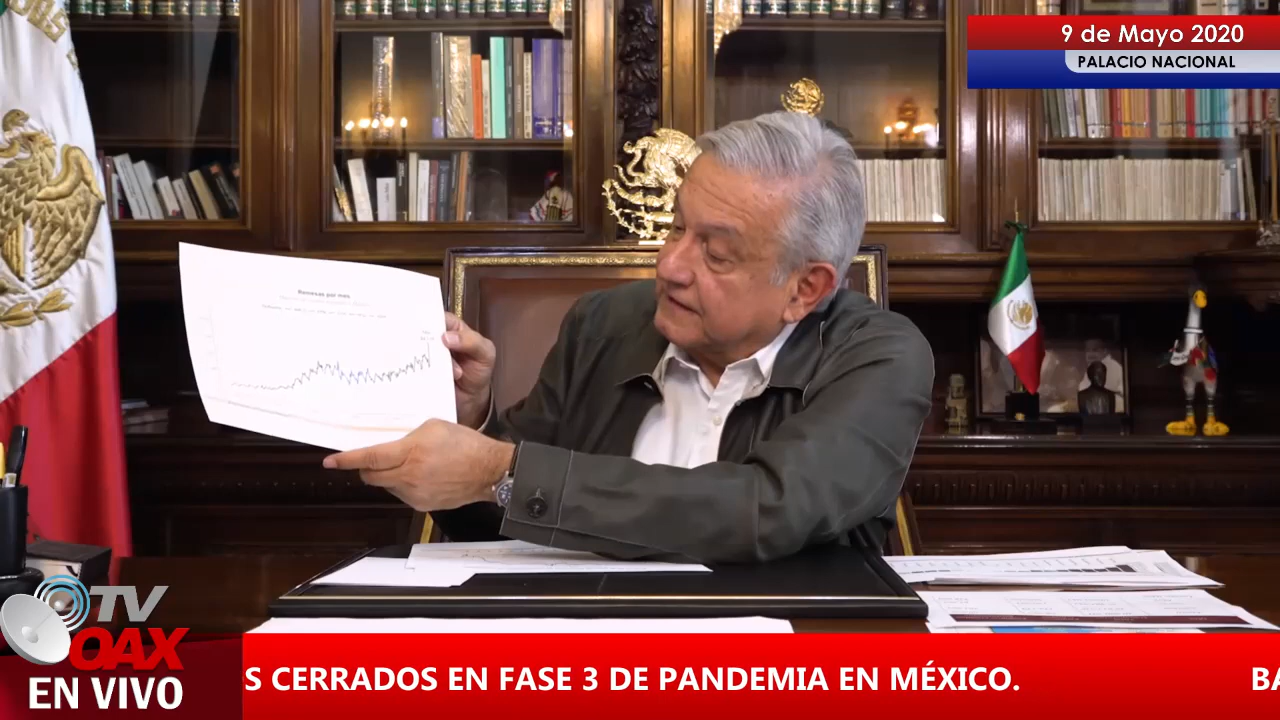 9 de Mayo 2020
PALACIO NACIONAL
Remesas por mes
TV
OAX
EN VIVO
S CERRADOS EN FASE 3 DE PANDEMIA EN MÉXICO.
BA